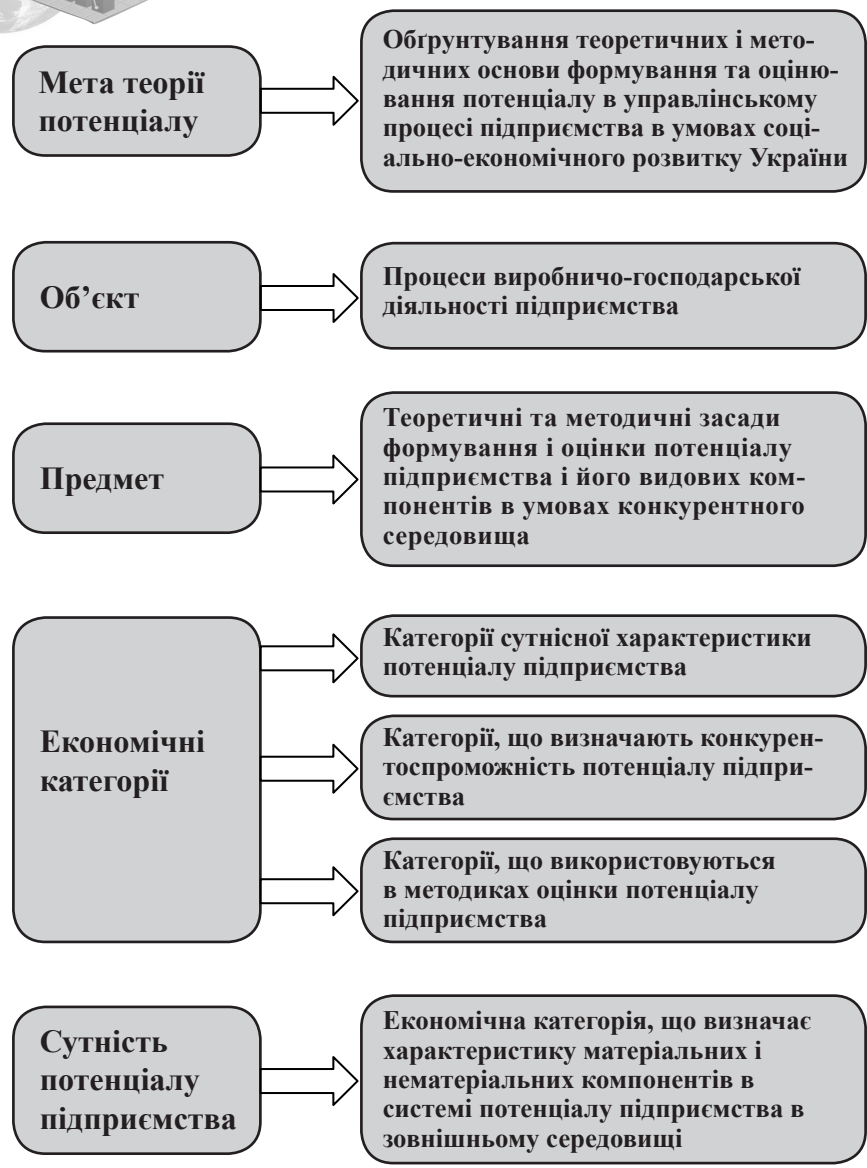 Мета теорії
потенціалу
Обґрунтування теоретичних і мето-
дичних основи формування та оціню-
вання потенціалу в управлінському
процесі підприємства в умовах соці-
ально-економічного розвитку України
Об’єкт
Процеси виробничо-господарської
діяльності підприємства
Предмет
Теоретичні та методичні засади
формування і оцінки потенціалу
підприємства і його видових ком-
понентів в умовах конкурентного
середовища
Економічні
категорії
Категорії сутнісної характеристики
потенціалу підприємства
Категорії, що визначають конкурен-
тоспроможність потенціалу підпри-
ємства
Категорії, що використовуються
в методиках оцінки потенціалу
підприємства
Сутність
потенціалу
підприємства
Економічна категорія, що визначає
характеристику матеріальних і
нематеріальних компонентів в
системі потенціалу підприємства в
зовнішньому середовищі